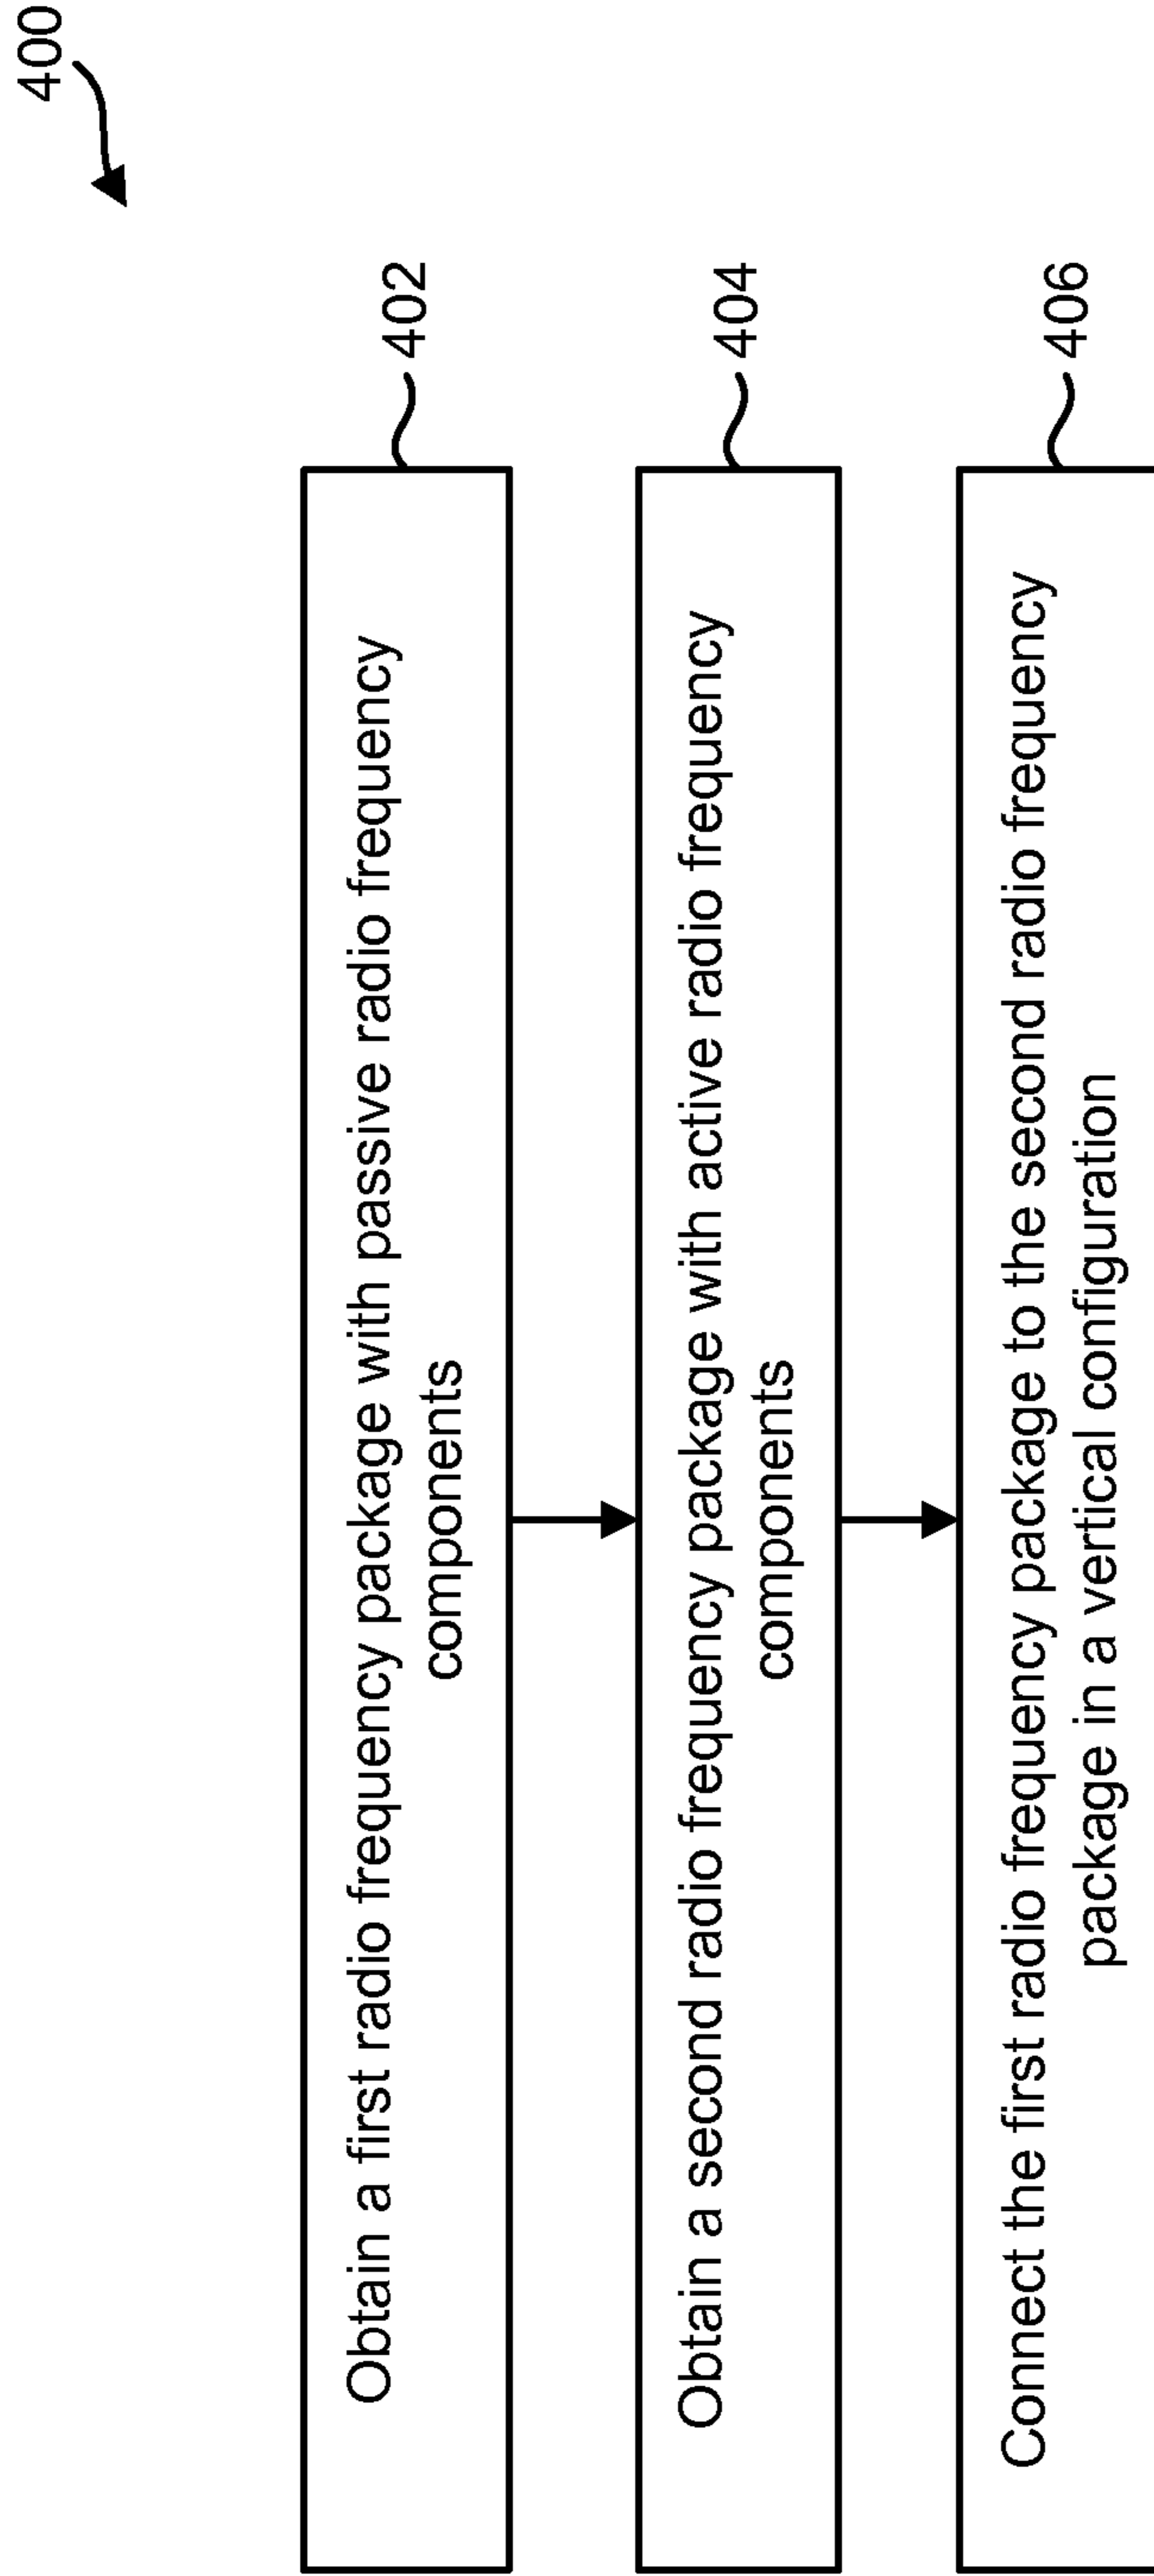 400
Obtain a first radio frequency package with passive radio frequency
components
402
Obtain a second radio frequency package with active radio frequency
components
404
Connect the first radio frequency package to the second radio frequency
package in a vertical configuration
406